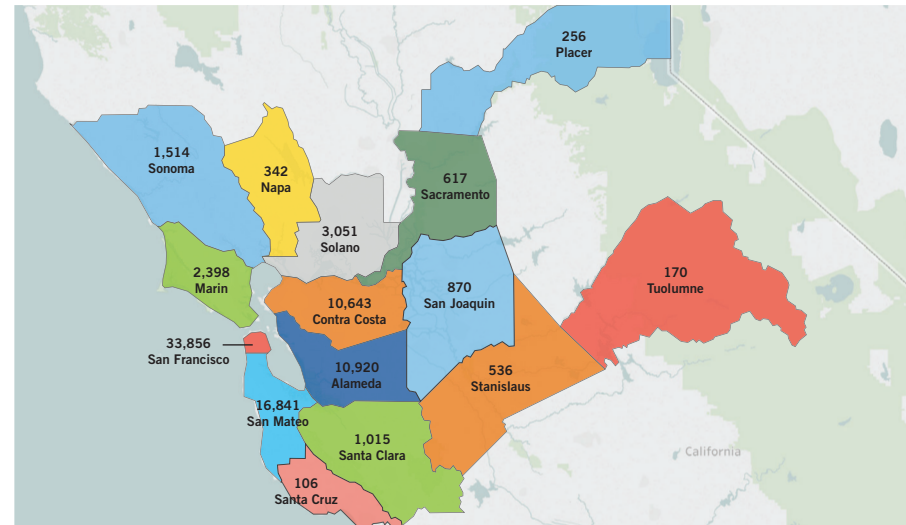 256
Placer
1,514
Sonoma
342
Napa
617
Sacramento
3,051
Solano
2,398
Marin
870
San Joaquin
170
Tuolumne
10,643
Contra Costa
33,856
San Francisco
10,920
Alameda
536
Stanislaus
16,841
San Mateo
1,015
Santa Clara
California
106
Santa Cruz